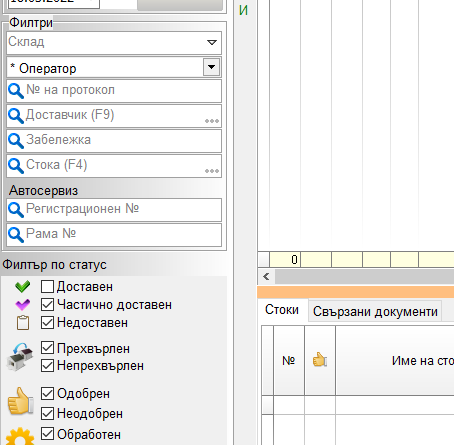 Филтри
Склад
* Оператор
№ на протокол
Доставчик (F9)
Забележка
Стока (F4)
Автосервиз
Регистрационен №
Рама №
Филтър по статус
Доставен
Частично доставен
Недоставен
Прехвърлен
Непрехвърлен
Одобрен
Неодобрен
Обработен
И
0
Стоки
Свързани документи
№
Име на